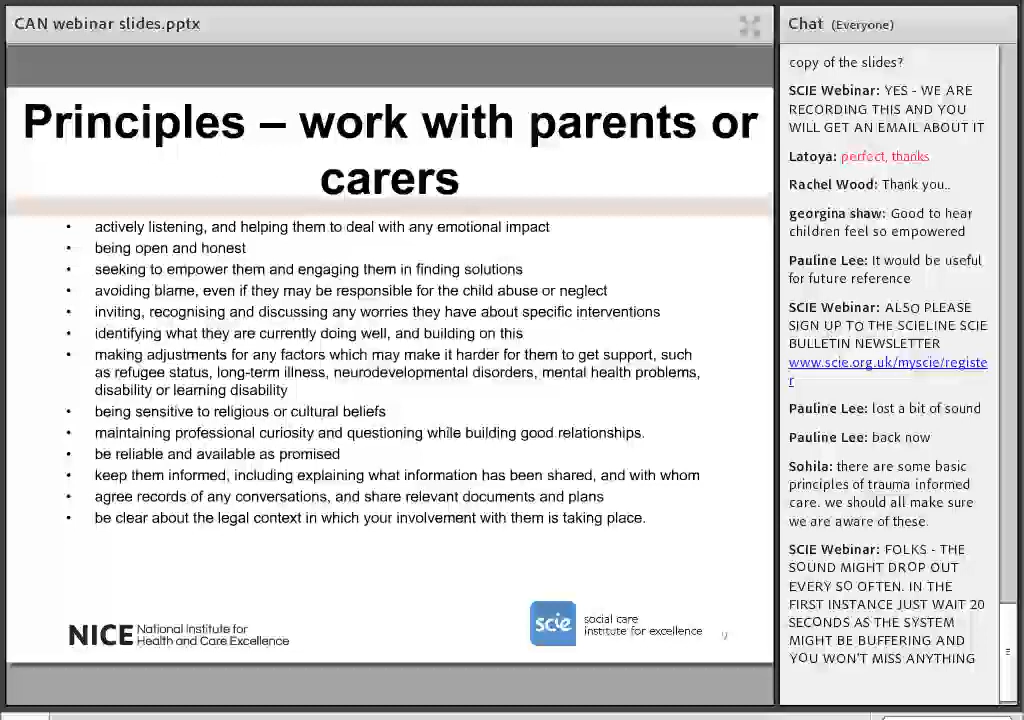 CAN webinar slides.pptx
Principles – work with parents or
carers
• actively listening, and helping them to deal with any emotional impact
• being open and honest
• seeking to empower them and engaging them in finding solutions
• avoiding blame, even if they may be responsible for the child abuse or neglect
• inviting, recognising and discussing any worries they have about specific interventions
• identifying what they are currently doing well, and building on this
• making adjustments for any factors which may make it harder for them to get support, such
as refugee status, long-term illness, neurodevelopmental disorders, mental health problems,
disability or learning disability
• being sensitive to religious or cultural beliefs
• maintaining professional curiosity and questioning while building good relationships.
• be reliable and available as promised
• keep them informed, including explaining what information has been shared, and with whom
• agree records of any conversations, and share relevant documents and plans
• be clear about the legal context in which your involvement with them is taking place.
NICE National Institute for
Health and Care Excellence
scie social care
institute for excellence
Chat (Everyone)
copy of the slides?
SCIE Webinar: YES - WE ARE
RECORDING THIS AND YOU
WILL GET AN EMAIL ABOUT IT
Latoya: perfect, thanks
Rachel Wood: Thank you..
georgina shaw: Good to hear
children feel so empowered
Pauline Lee: It would be useful
for future reference
SCIE Webinar: ALSO PLEASE
SIGN UP TO THE SCIELINE SCIE
BULLETIN NEWSLETTER
www.scie.org.uk/myscie/registe
r
Pauline Lee: lost a bit of sound
Pauline Lee: back now
Sohila: there are some basic
principles of trauma informed
care. we should all make sure
we are aware of these.
SCIE Webinar: FOLKS - THE
SOUND MIGHT DROP OUT
EVERY SO OFTEN. IN THE
FIRST INSTANCE JUST WAIT 20
SECONDS AS THE SYSTEM
MIGHT BE BUFFERING AND
YOU WON'T MISS ANYTHING